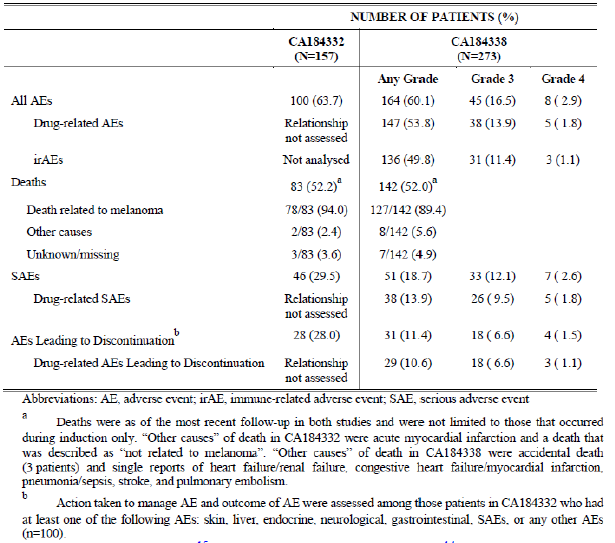 NUMBER OF PATIENTS (%)
CA184332 (N=157) CA184338 (N=273)
Any Grade Grade 3 Grade 4
All AEs 100 (63.7) 164 (60.1) 45 (16.5) 8 ( 2.9)
Drug-related AEs Relationship not assessed 147 (53.8) 38 (13.9) 5 ( 1.8)
irAEs Not analysed 136 (49.8) 31 (11.4) 3 (1.1)
Deaths 83 (52.2)a 142 (52.0)a
Death related to melanoma 78/83 (94.0) 127/142 (89.4)
Other causes 2/83 (2.4) 8/142 (5.6)
Unknown/missing 3/83 (3.6) 7/142 (4.9)
SAEs 46 (29.5) 51 (18.7) 33 (12.1) 7 ( 2.6)
Drug-related SAEs Relationship not assessed 38 (13.9) 26 ( 9.5) 5 ( 1.8)
AEs Leading to Discontinuationb 28 (28.0) 31 (11.4) 18 ( 6.6) 4 ( 1.5)
Drug-related AEs Leading to Discontinuation Relationship not assessed 29 (10.6) 18 ( 6.6) 3 ( 1.1)
Abbreviations: AE, adverse event; irAE, immune-related adverse event; SAE, serious adverse event
a Deaths were as of the most recent follow-up in both studies and were not limited to those that occurred
during induction only. “Other causes” of death in CA184332 were acute myocardial infarction and a death that
was described as “not related to melanoma”. “Other causes” of death in CA184338 were accidental death
(3 patients) and single reports of heart failure/renal failure, congestive heart failure/myocardial infarction,
pneumonia/sepsis, stroke, and pulmonary embolism.
b Action taken to manage AE and outcome of AE were assessed among those patients in CA184332 who had
at least one of the following AEs: skin, liver, endocrine, neurological, gastrointestinal, SAEs, or any other AEs
(n=100).